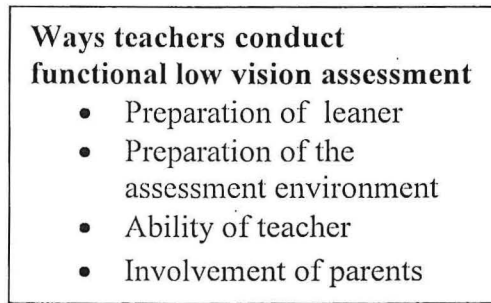 Ways teachers conduct
functional low vision assessment
• Preparation of leaner
• Preparation of the
assessment environment
• Ability of teacher
• Involvement of parents